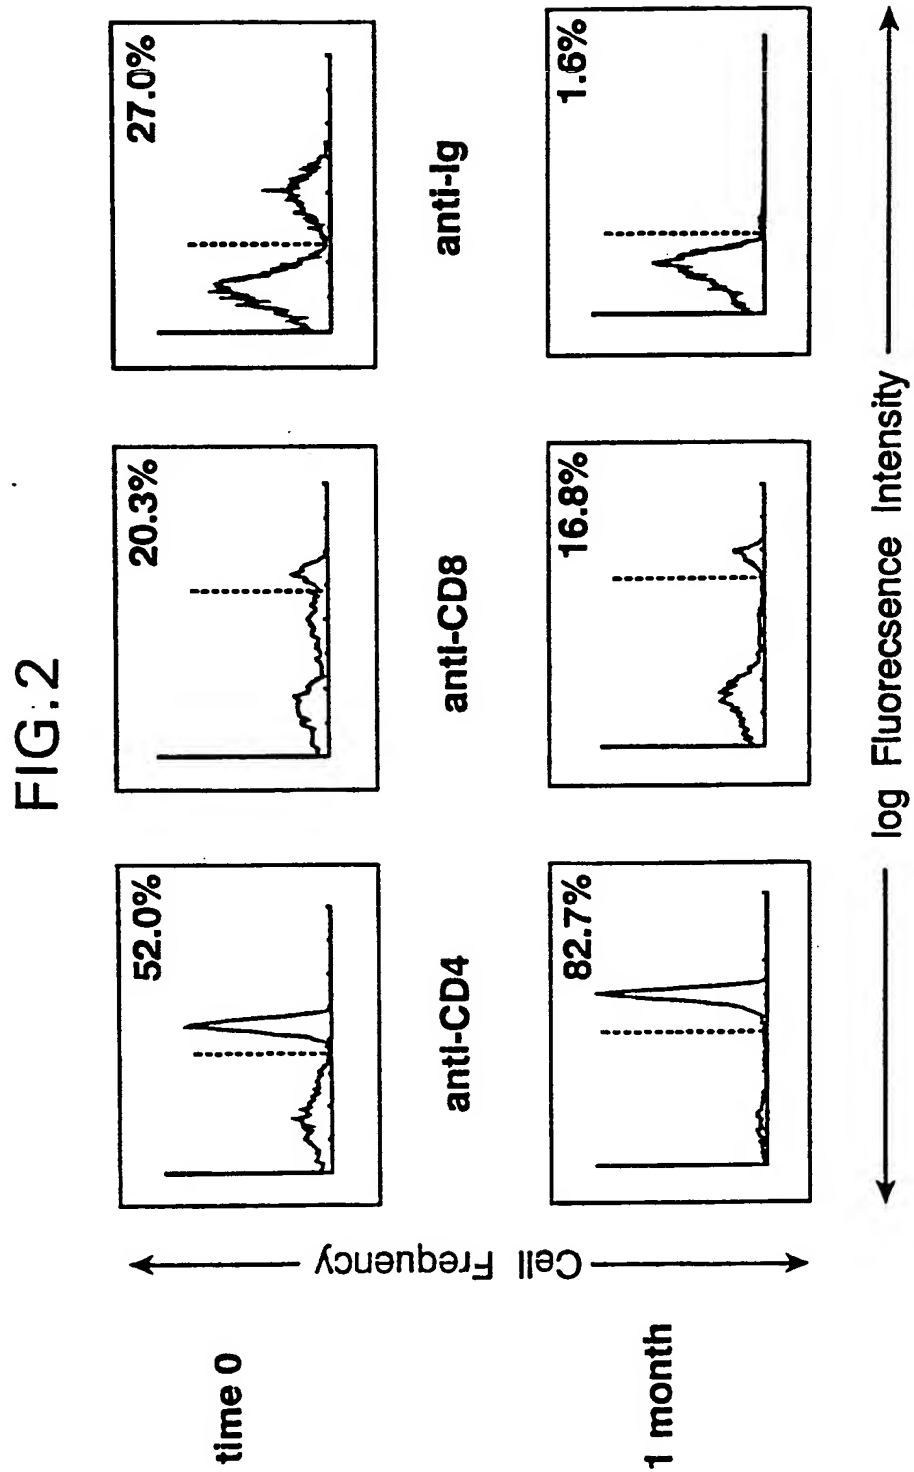 FIG.2
time 0
52.0%
20.3%
27.0%
anti-CD4
anti-CD8
anti-Ig
Cell Frequency
1 month
82.7%
16.8%
1.6%
log Fluorecsence Intensity